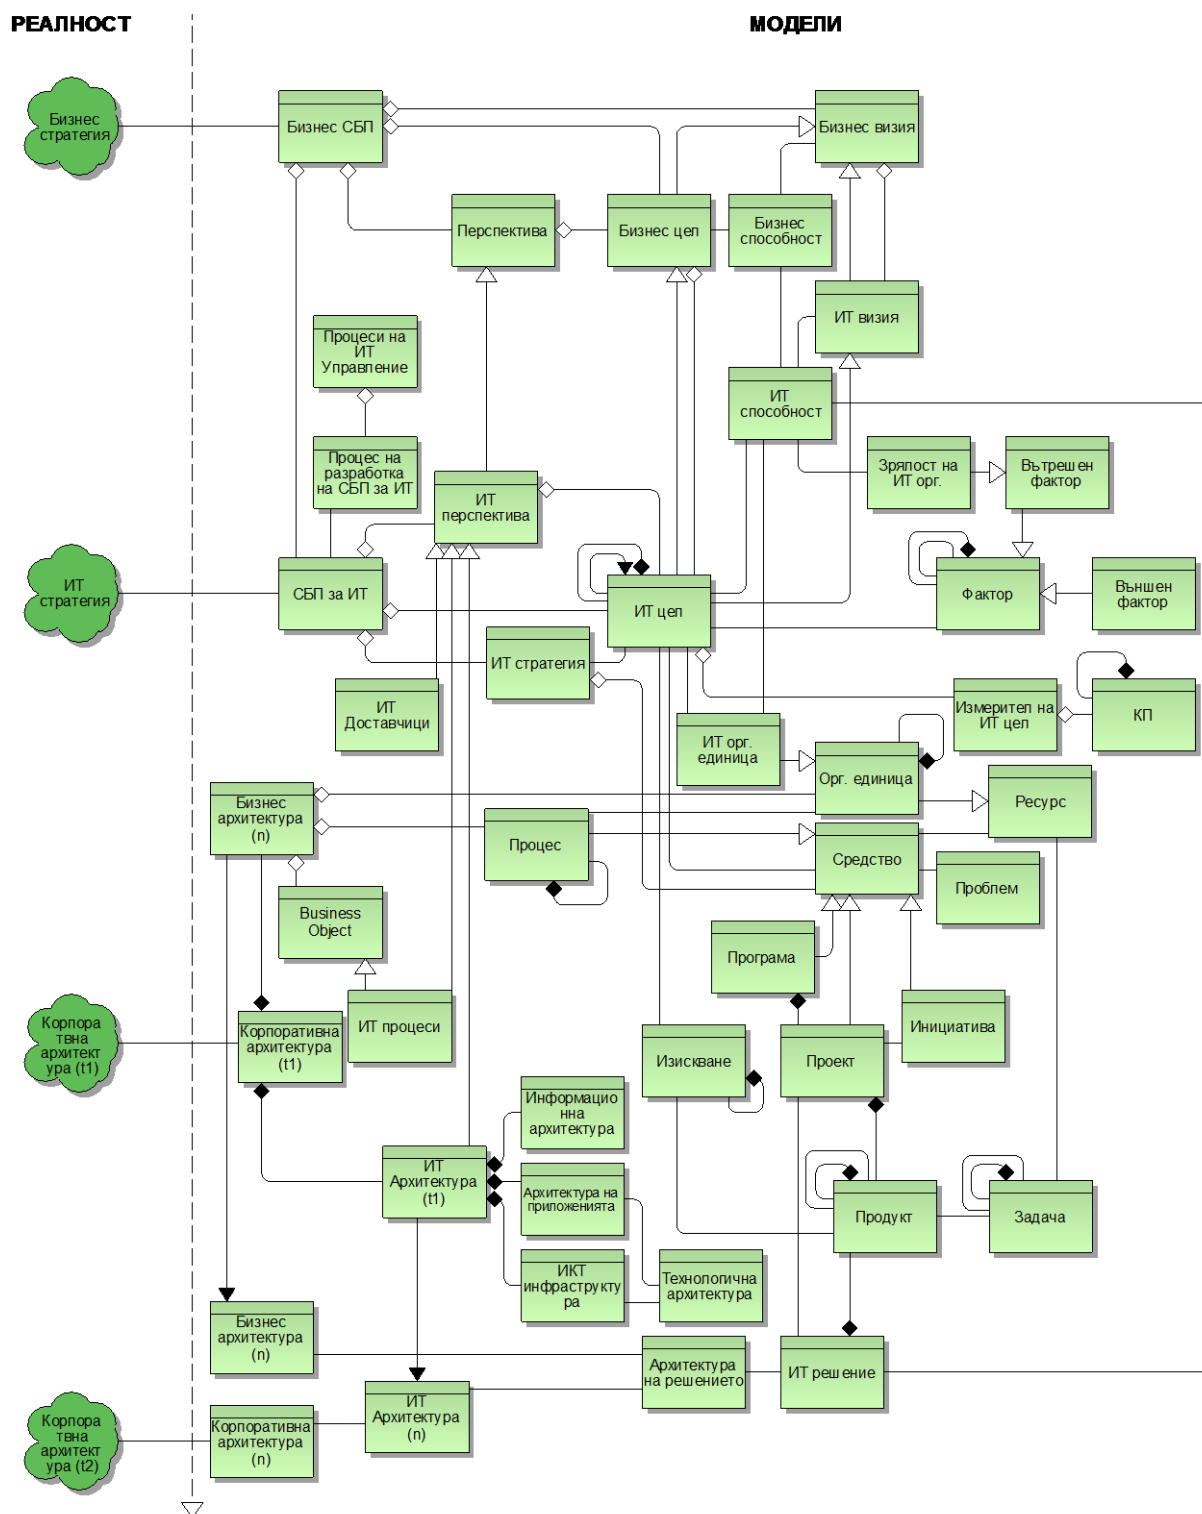 РЕАЛНОСТ
МОДЕЛИ
Бизнес
стратегия
Бизнес СБП
Бизнес визия
Перспектива
Бизнес цел
Бизнес
способност
ИТ визия
Процеси на
ИТ
Управление
ИТ
способност
Процес на
разработка
на СБП за ИТ
ИТ
перспектива
Зрялост на
ИТ орг.
Вътрешен
фактор
ИТ
стратегия
СБП за ИТ
ИТ цел
Фактор
Външен
фактор
ИТ стратегия
ИТ
Доставчици
ИТ орг.
единица
Измерител на
ИТ цел
КП
Орг. единица
Бизнес
архитектура
(n)
Ресурс
Процес
Средство
Проблем
Business
Object
Програма
Корпора
твна
архитект
ура (t1)
Корпоративна
архитектура
(t1)
ИТ процеси
Инициатива
Изискване
Проект
Информацио
нна
архитектура
ИТ
Архитектура
(t1)
Архитектура на
приложенията
Продукт
Задача
ИКТ
инфраструкту
ра
Технологична
архитектура
Бизнес
архитектура
(n)
Архитектура
на решението
ИТ решение
ИТ
Архитектура
(n)
Корпора
твна
архитект
ура (t2)
Корпоративна
архитектура
(n)